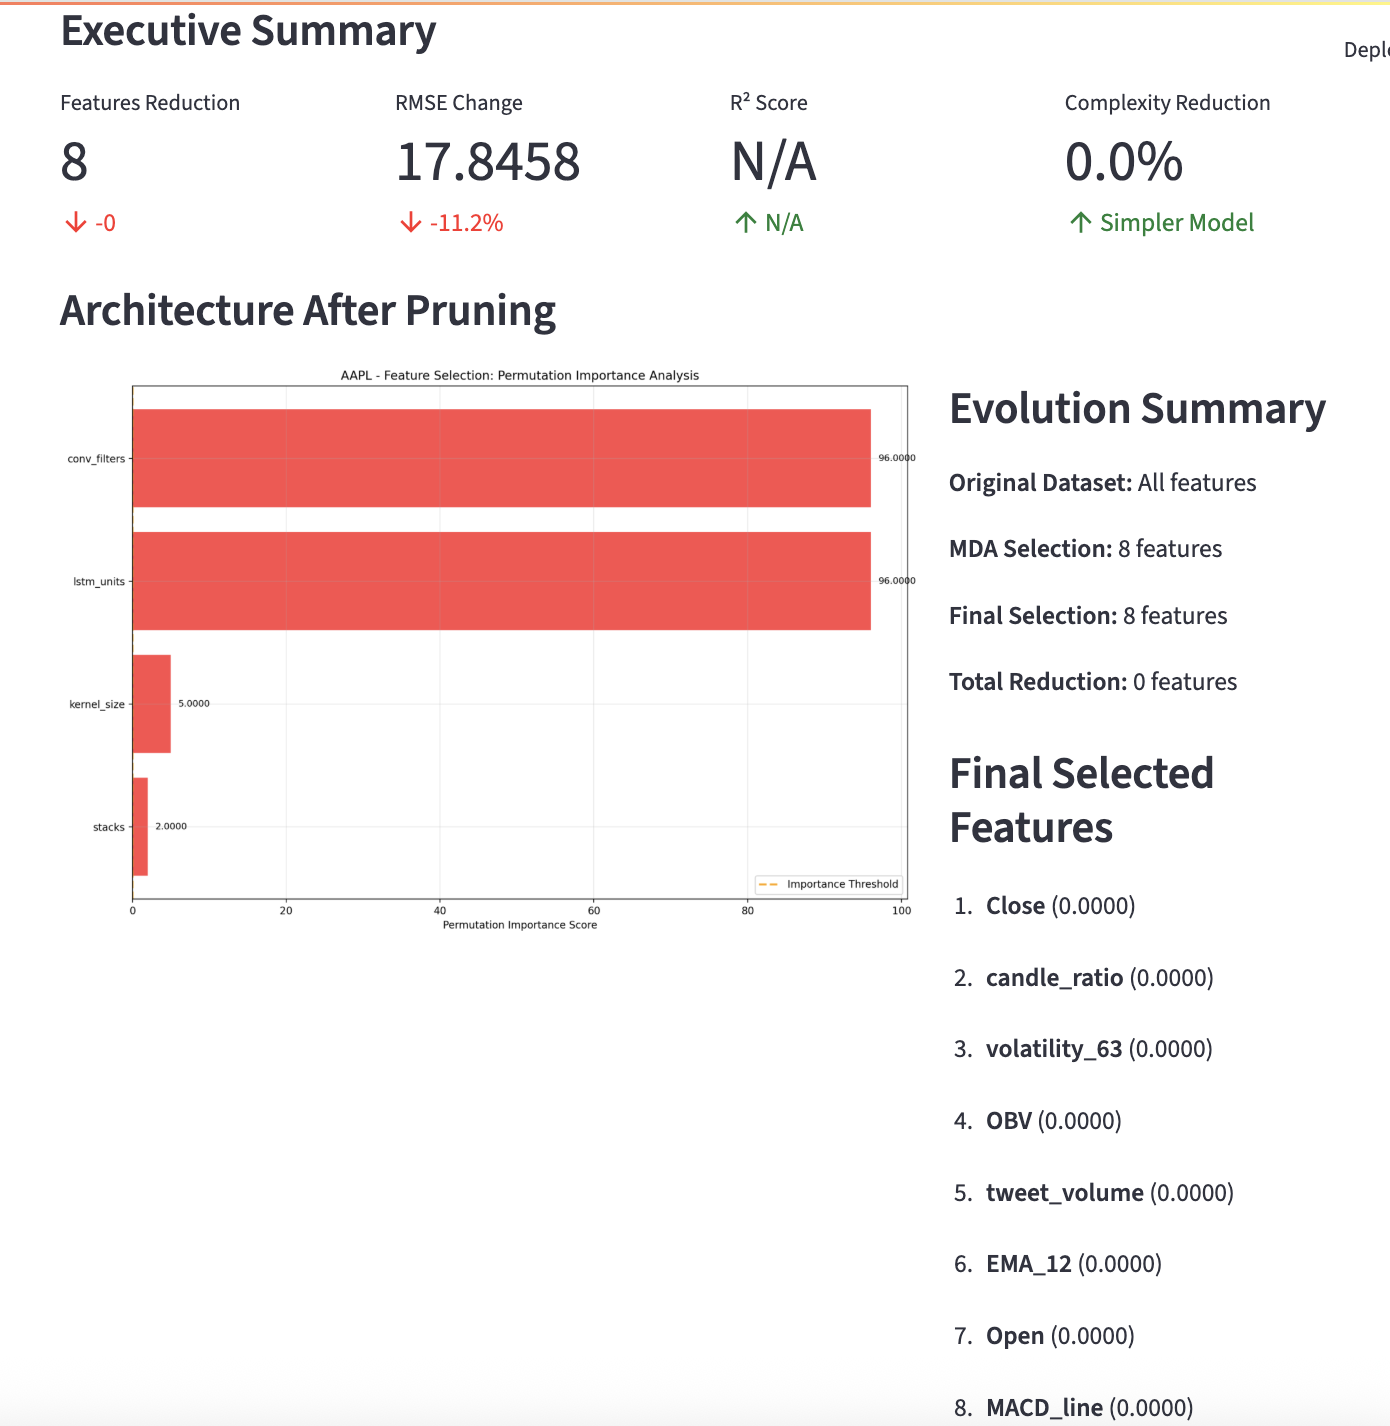 Executive Summary
Features Reduction
8
↓ -0
RMSE Change
17.8458
↓ -11.2%
R² Score
N/A
↑ N/A
Complexity Reduction
0.0%
↑ Simpler Model
Architecture After Pruning
AAPL - Feature Selection: Permutation Importance Analysis
conv_filters
96.0000
lstm_units
96.0000
kernel_size
5.0000
stacks
2.0000
Importance Threshold
0 20 40 60 80 100
Permutation Importance Score
Evolution Summary
Original Dataset: All features
MDA Selection: 8 features
Final Selection: 8 features
Total Reduction: 0 features
Final Selected
Features
1. Close (0.0000)
2. candle_ratio (0.0000)
3. volatility_63 (0.0000)
4. OBV (0.0000)
5. tweet_volume (0.0000)
6. EMA_12 (0.0000)
7. Open (0.0000)
8. MACD_line (0.0000)